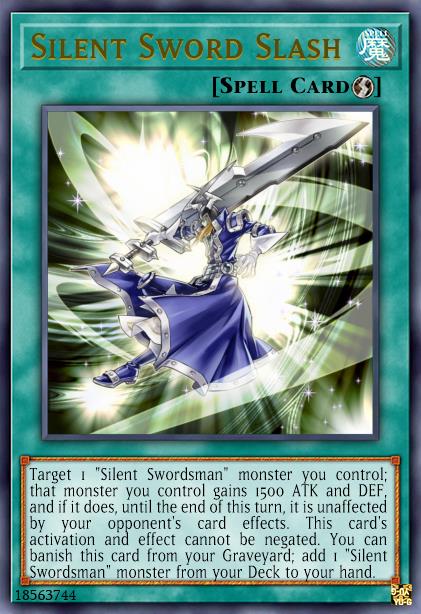 Silent Sword Slash
SPELL
魔
[Spell Card]
Target 1 "Silent Swordsman" monster you control;
that monster you control gains 1500 ATK and DEF,
and if it does, until the end of this turn, it is unaffected
by your opponent's card effects. This card's
activation and effect cannot be negated. You can
banish this card from your Graveyard; add 1 "Silent
Swordsman" monster from your Deck to your hand.
18563744